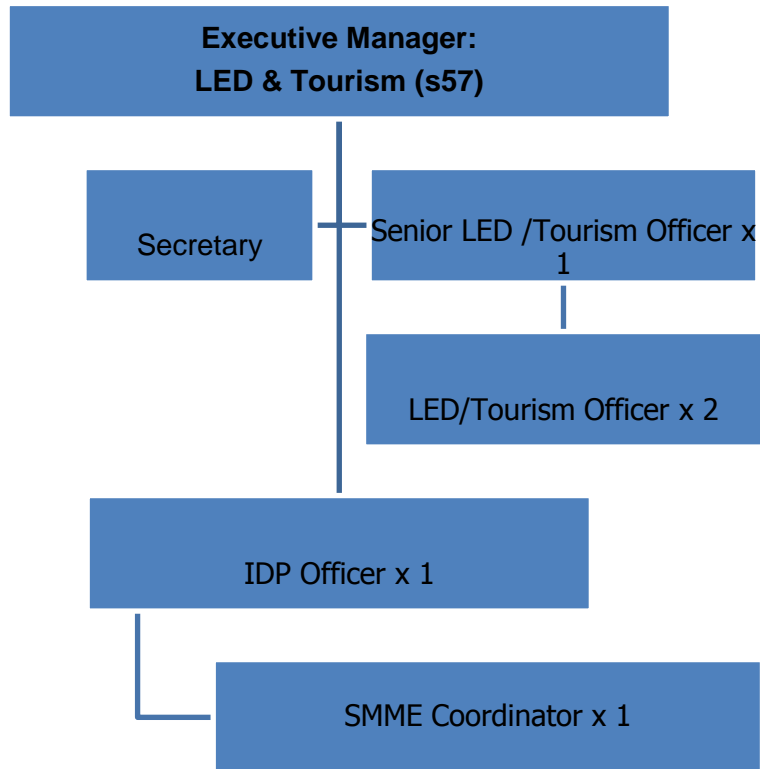 Executive Manager:
LED & Tourism (s57)
Secretary
Senior LED /Tourism Officer x
1
LED/Tourism Officer x 2
IDP Officer x 1
SMME Coordinator x 1